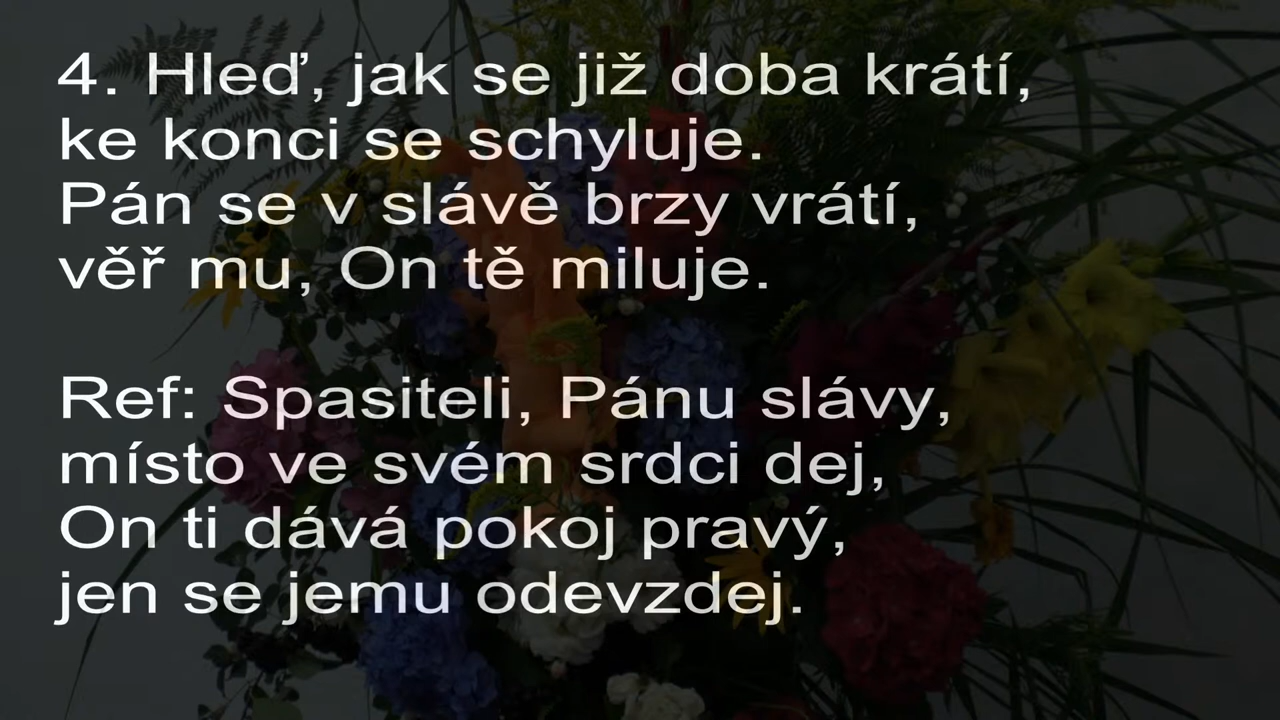 4. Hleď, jak se již doba krátí,
ke konci se schyluje.
Pán se v slávě brzy vrátí,
věř mu, On tě miluje.
Ref: Spasiteli, Pánu slávy,
místo ve svém srdci dej,
On ti dává pokoj pravý,
jen se jemu odevzdej.